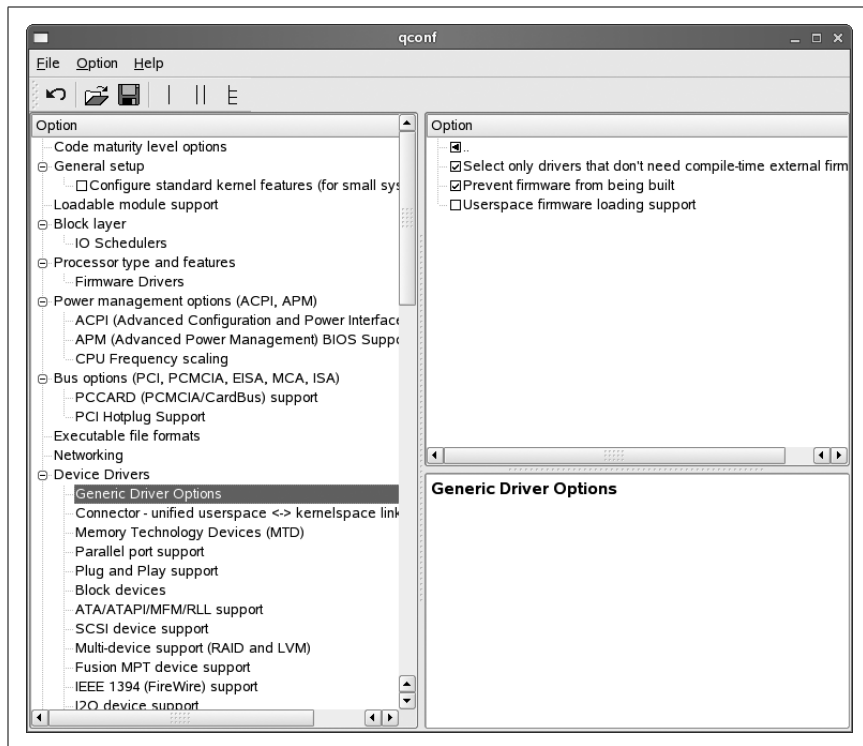 qconf
File Option Help
Option
Code maturity level options
General setup
Configure standard kernel features (for small sys
Loadable module support
Block layer
IO Schedulers
Processor type and features
Firmware Drivers
Power management options (ACPI, APM)
ACPI (Advanced Configuration and Power Interface
APM (Advanced Power Management) BIOS Suppo
CPU Frequency scaling
Bus options (PCI, PCMCIA, EISA, MCA, ISA)
PCCARD (PCMCIA/CardBus) support
PCI Hotplug Support
Executable file formats
Networking
Device Drivers
Generic Driver Options
Connector - unified userspace <-> kernelspace link
Memory Technology Devices (MTD)
Parallel port support
Plug and Play support
Block devices
ATA/ATAPI/MFM/RLL support
SCSI device support
Multi-device support (RAID and LVM)
Fusion MPT device support
IEEE 1394 (FireWire) support
I2O device support
Option
..
Select only drivers that don't need compile-time external firm
Prevent firmware from being built
Userspace firmware loading support
Generic Driver Options